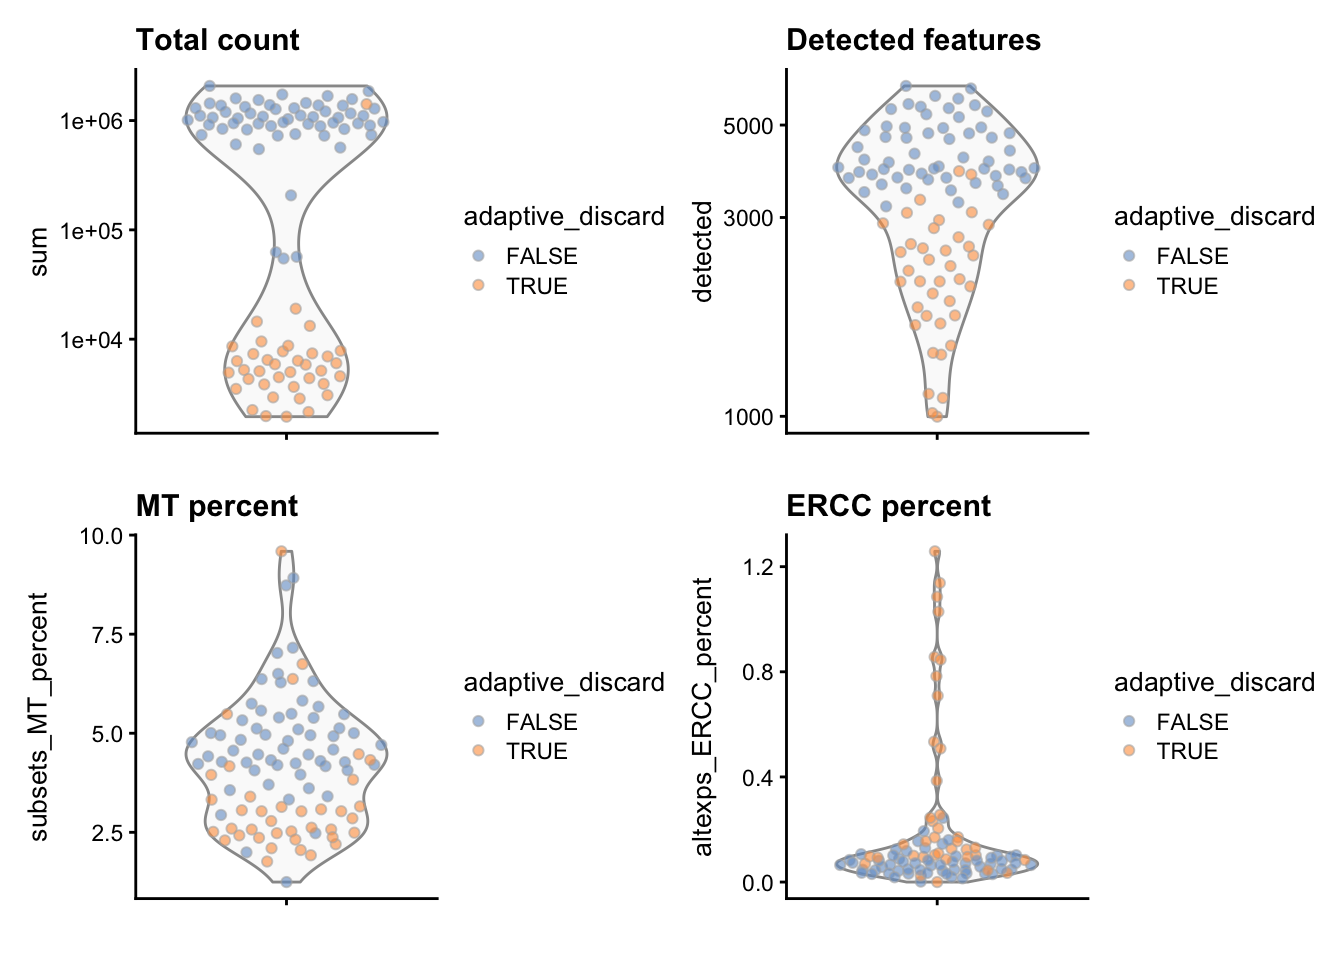 Total count
sum
1e+06
1e+05
1e+04
adaptive_discard
FALSE
TRUE
Detected features
detected
5000
3000
1000
adaptive_discard
FALSE
TRUE
MT percent
subsets_MT_percent
10.0
7.5
5.0
2.5
adaptive_discard
FALSE
TRUE
ERCC percent
altexps_ERCC_percent
1.2
0.8
0.4
0.0
adaptive_discard
FALSE
TRUE